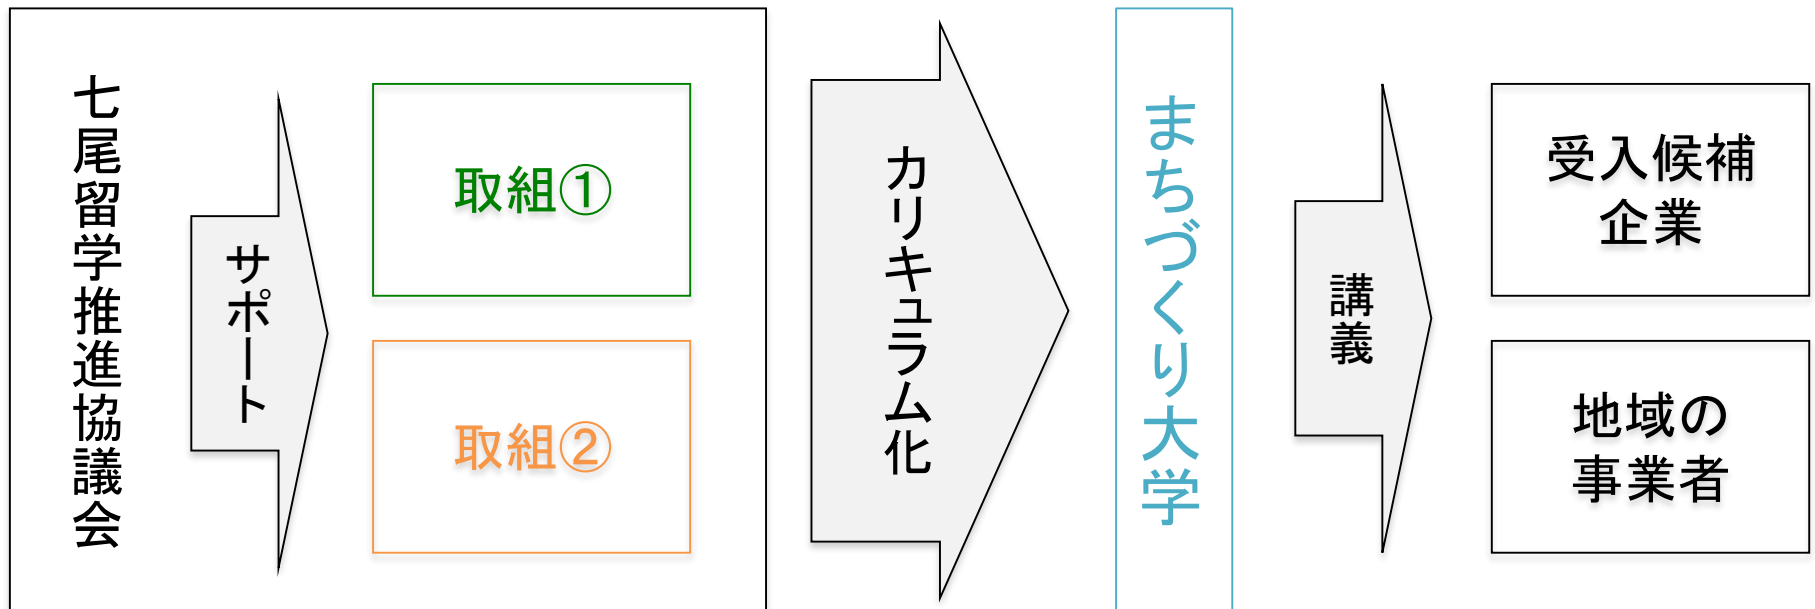 七尾留学推進協議会
サポート
取組①
取組②
カリキュラム化
まちづくり大学
講義
受入候補
企業
地域の
事業者